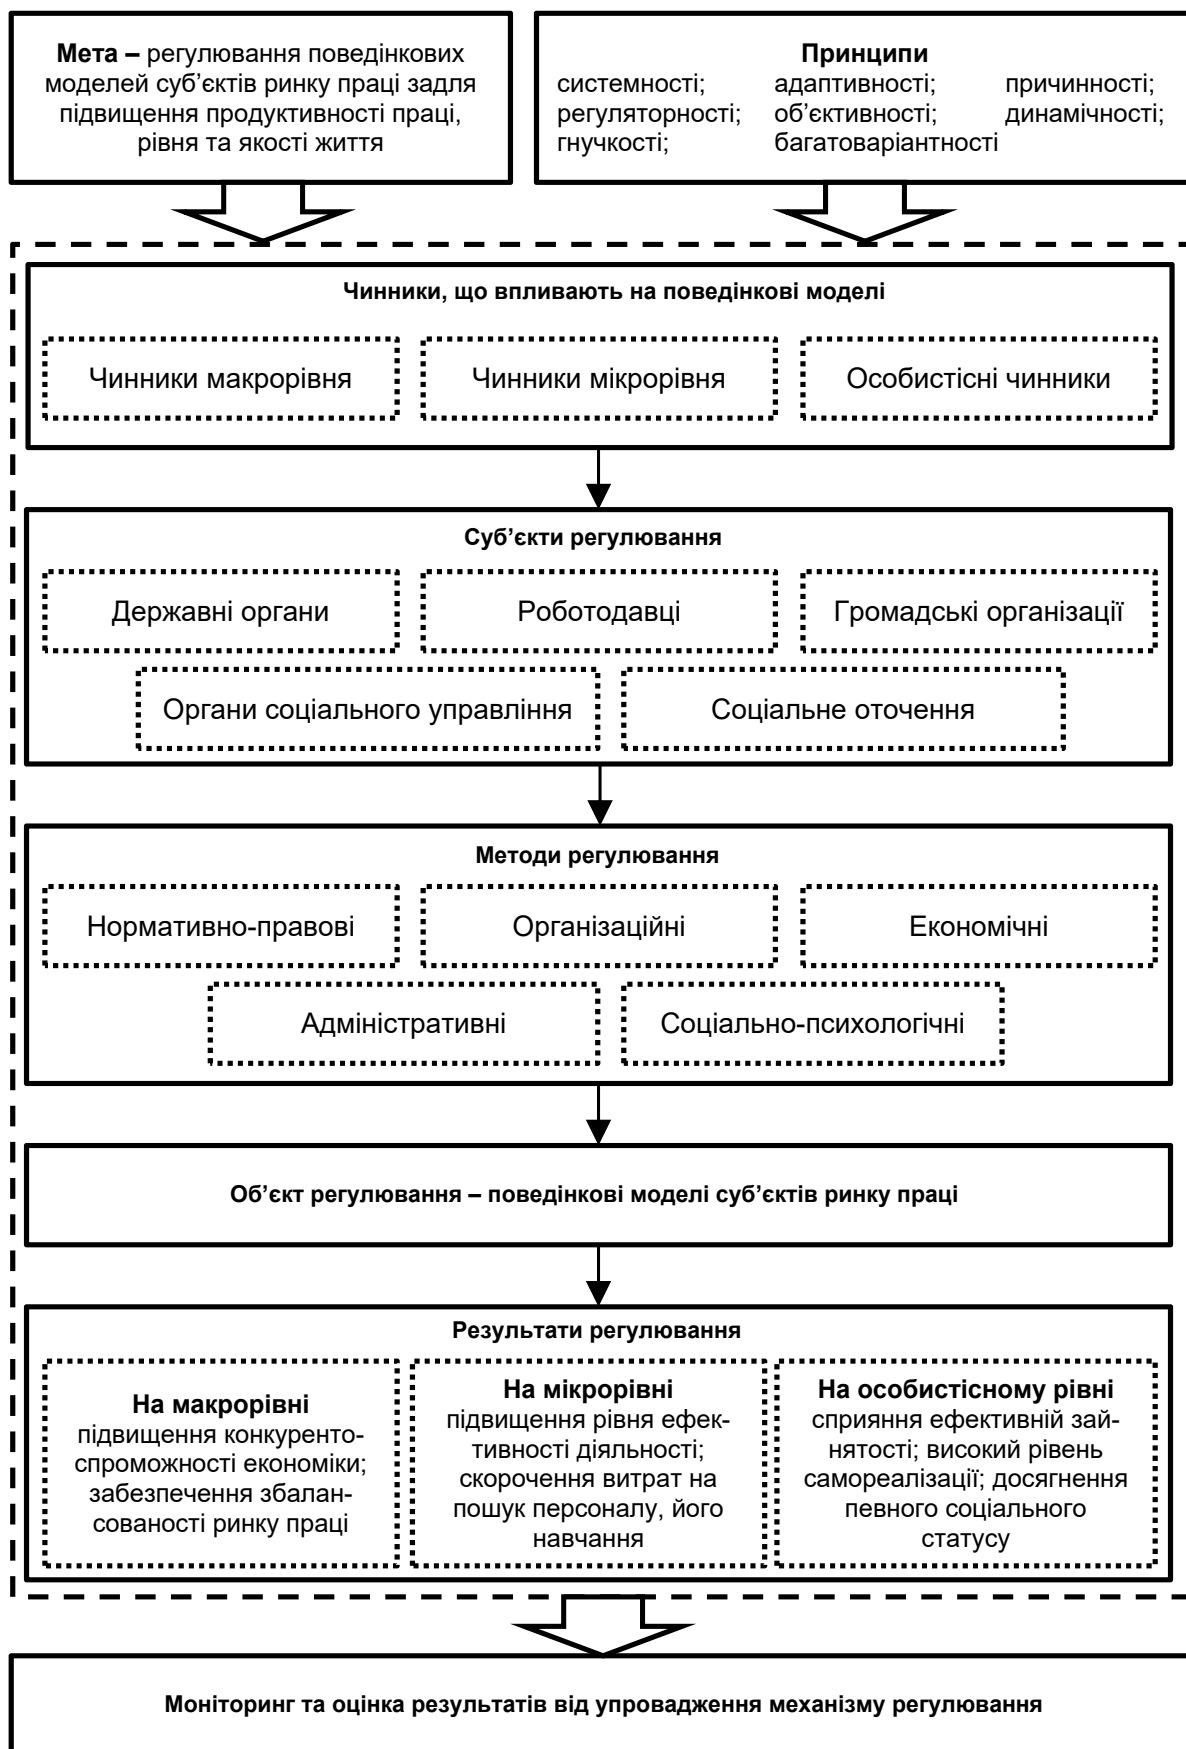 Мета – регулювання поведінкових
моделей суб’єктів ринку праці задля
підвищення продуктивності праці,
рівня та якості життя
Принципи
системності; адаптивності; причинності;
регуляторності; об’єктивності; динамічності;
гнучкості; багатоваріантності
Чинники, що впливають на поведінкові моделі
Чинники макрорівня
Чинники мікрорівня
Особистісні чинники
Суб’єкти регулювання
Державні органи
Роботодавці
Громадські організації
Органи соціального управління
Соціальне оточення
Методи регулювання
Нормативно-правові
Організаційні
Економічні
Адміністративні
Соціально-психологічні
Об’єкт регулювання – поведінкові моделі суб’єктів ринку праці
Результати регулювання
На макрорівні
підвищення конкуренто-
спроможності економіки;
забезпечення збалан-
сованості ринку праці
На мікрорівні
підвищення рівня ефек-
тивності діяльності;
скорочення витрат на
пошук персоналу, його
навчання
На особистісному рівні
сприяння ефективній зай-
нятості; високий рівень
самореалізації; досягнення
певного соціального
статусу
Моніторинг та оцінка результатів від упровадження механізму регулювання